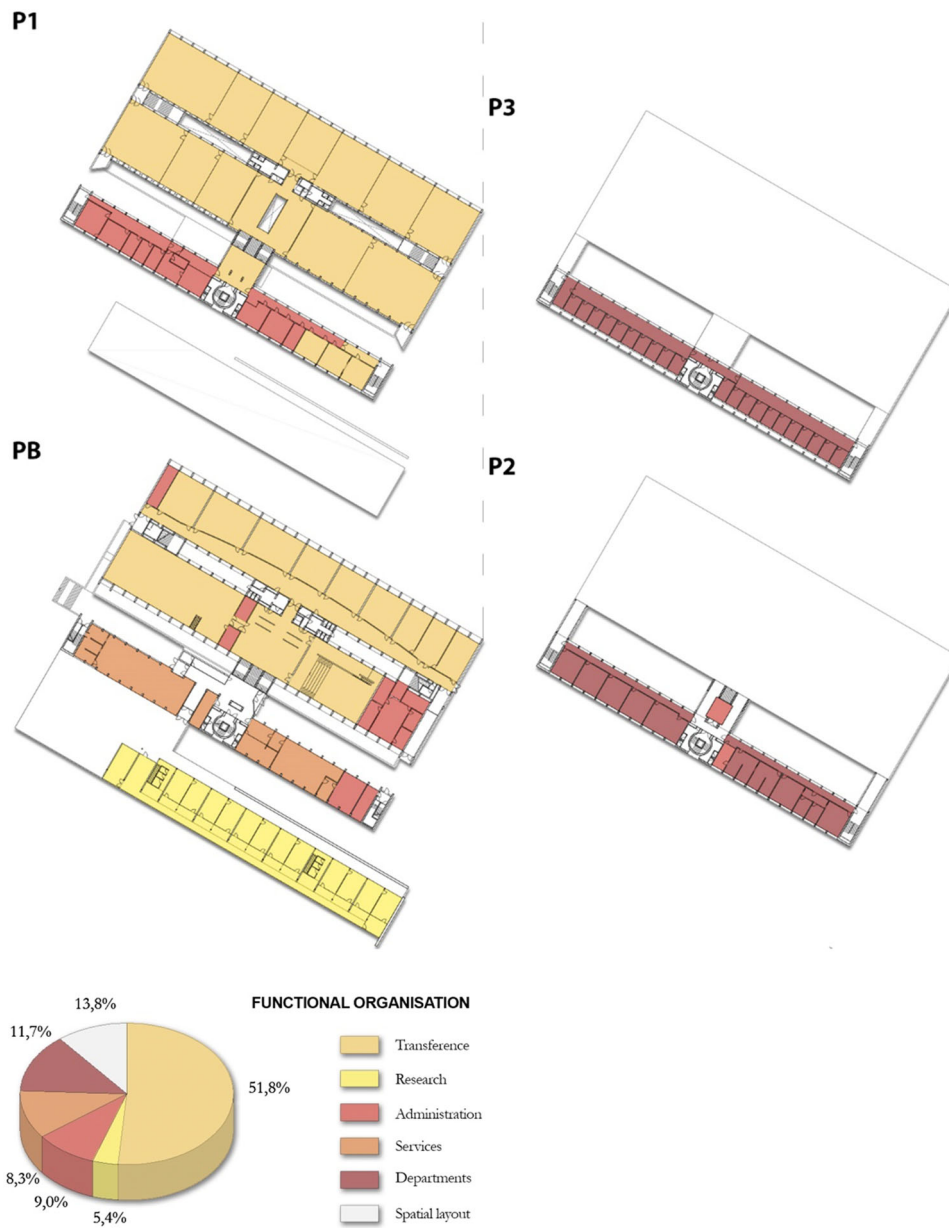 P1
P3
PB
P2
FUNCTIONAL ORGANISATION
13,8%
11,7%
51,8%
8,3%
9,0%
5,4%
Transference
Research
Administration
Services
Departments
Spatial layout